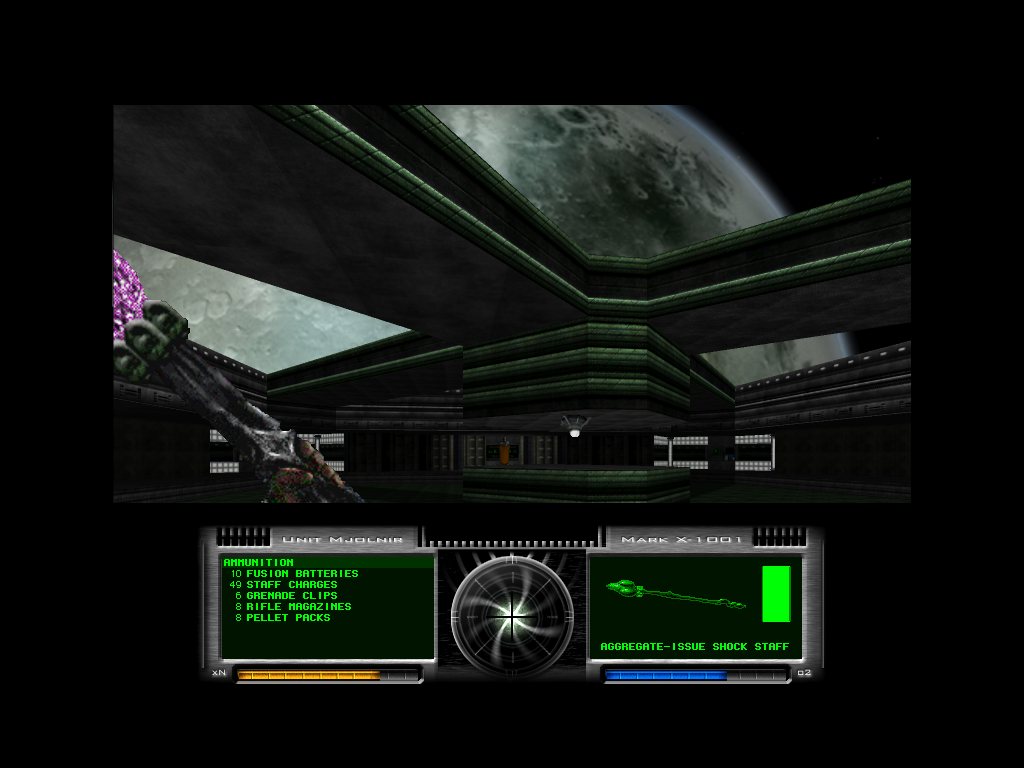 Unit Mjolnir
Mark X-1001
AMMUNITION
10 FUSION BATTERIES
49 STAFF CHARGES
6 GRENADE CLIPS
8 RIFLE MAGAZINES
8 PELLET PACKS
AGGREGATE-ISSUE SHOCK STAFF
xN
o2